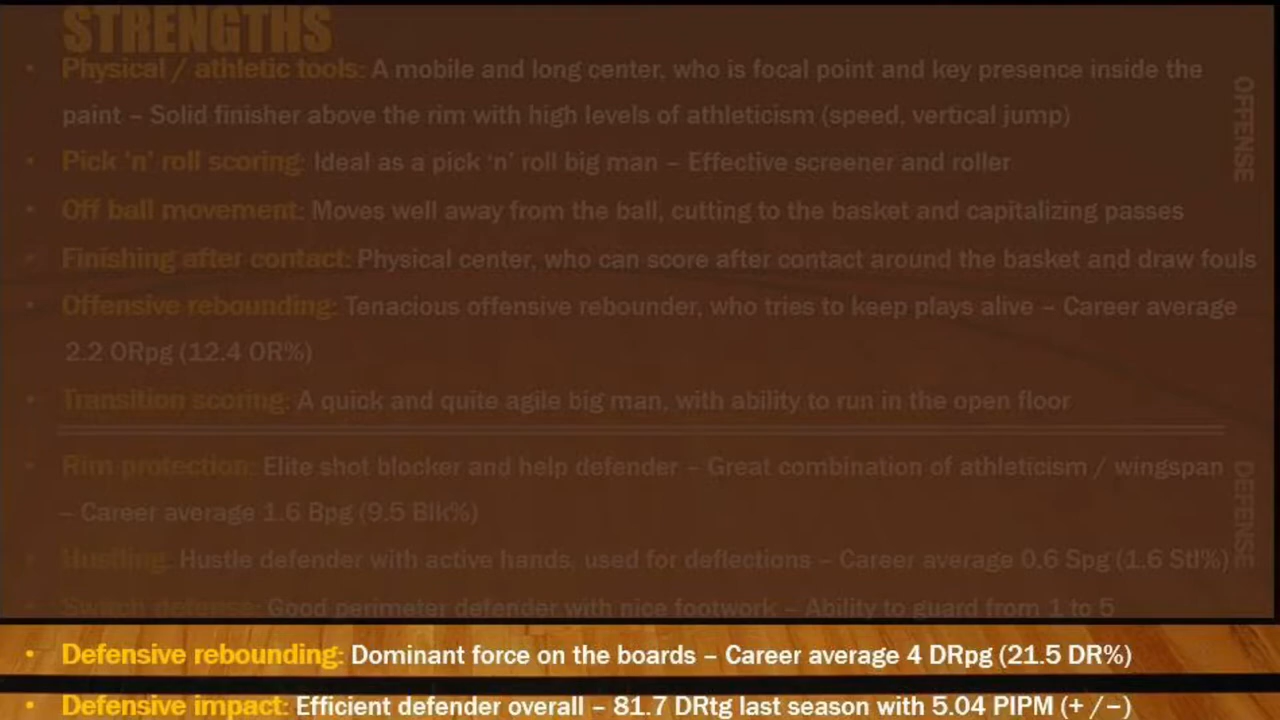 STRENGTHS
• Physical / athletic tools: A mobile and long center, who is focal point and key presence inside the
paint – Solid finisher above the rim with high levels of athleticism (speed, vertical jump)
• Pick 'n' roll scoring: Ideal as a pick 'n' roll big man – Effective screener and roller
• Off ball movement: Moves well away from the ball, cutting to the basket and capitalizing passes
• Finishing after contact: Physical center, who can score after contact around the basket and draw fouls
• Offensive rebounding: Tenacious offensive rebounder, who tries to keep plays alive – Career average
2.2 ORpg (12.4 OR%)
• Transition scoring: A quick and quite agile big man, with ability to run in the open floor
OFFENSE
• Rim protection: Elite shot blocker and help defender – Great combination of athleticism / wingspan
– Career average 1.6 Bpg (9.5 Blk%)
• Hustling: Hustle defender with active hands, used for deflections – Career average 0.6 Spg (1.6 Stl%)
• Switch defense: Good perimeter defender with nice footwork – Ability to guard from 1 to 5
DEFENSE
• Defensive rebounding: Dominant force on the boards – Career average 4 DRpg (21.5 DR%)
• Defensive impact: Efficient defender overall – 81.7 DRtg last season with 5.04 PIPM (+ /–)